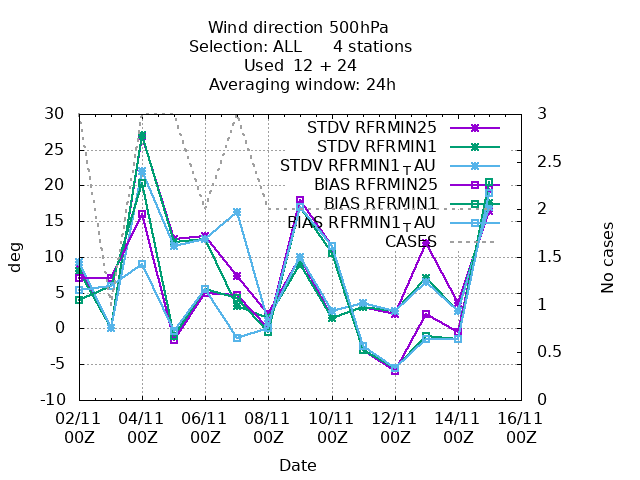 Wind direction 500hPa
Selection: ALL 4 stations
Used 12 + 24
Averaging window: 24h
30
25
20
15
10
5
0
-5
-10
deg
3
2.5
2
1.5
1
0.5
0
No cases
STDV RFRMIN25
STDV RFRMIN1
STDV RFRMIN1TAU
BIAS RFRMIN25
BIAS RFRMIN1
BIAS RFRMIN1TAU
CASES
02/11 04/11 06/11 08/11 10/11 12/11 14/11 16/11
00Z 00Z 00Z 00Z 00Z 00Z 00Z 00Z
Date